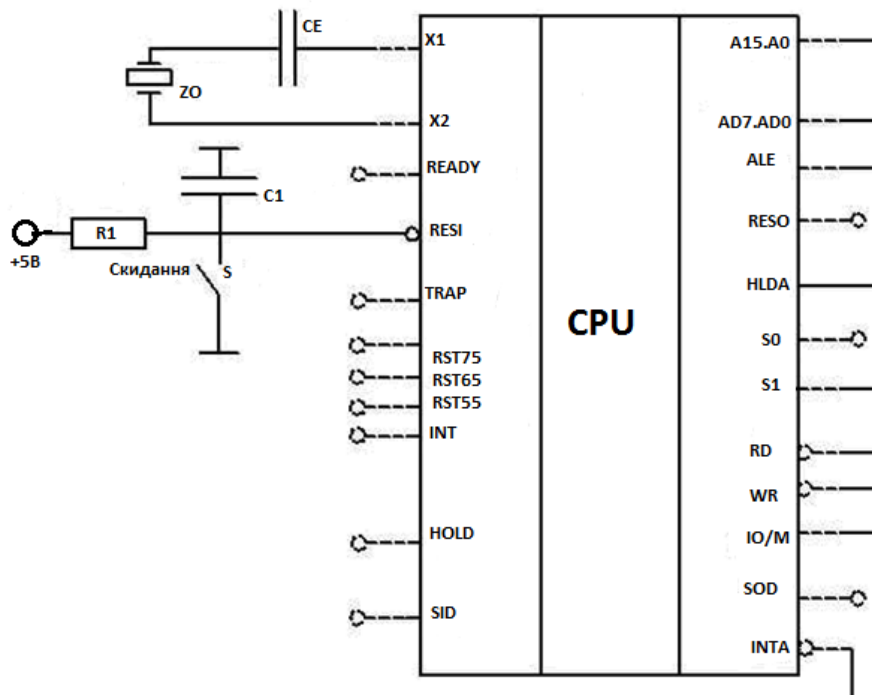 CE
X1
A15.A0
ZO
X2
AD7.AD0
READY
ALE
C1
R1
RESI
RESO
+5В
Скидання
S
TRAP
HLDA
CPU
RST75
S0
RST65
S1
RST55
INT
RD
WR
HOLD
IO/M
SOD
SID
INTA